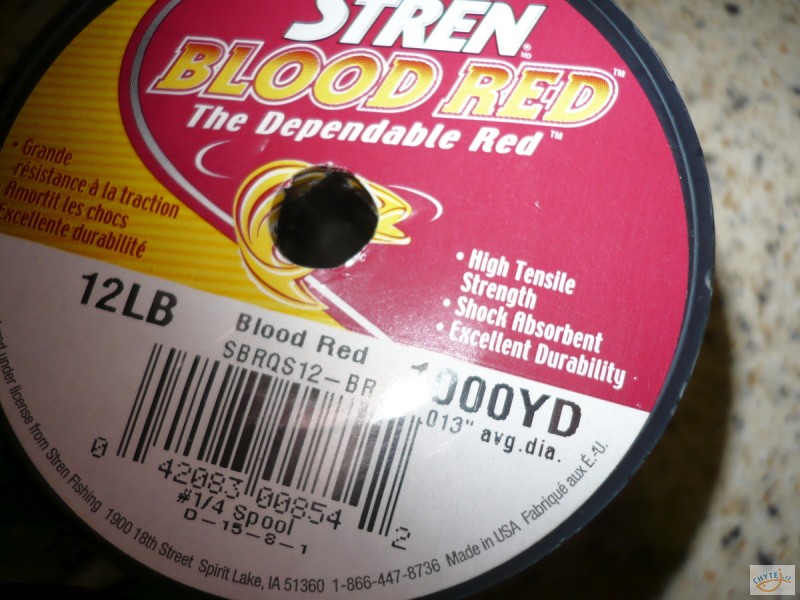 STREN®
BLOOD RED™
The Dependable Red™
• Grande
résistance à la traction
Amortit les chocs
Excellente durabilité
• High Tensile
Strength
• Shock Absorbent
• Excellent Durability
12LB
Blood Red
SBRQS12-BR
1000YD
.013" avg.dia.
0 42083 00854 2
#1/4 Spool
D-15-8-1
under license from Stren Fishing 1900 18th Street Spirit Lake, IA 51360 1-866-447-8736 Made in USA Fabriqué aux É.-U.